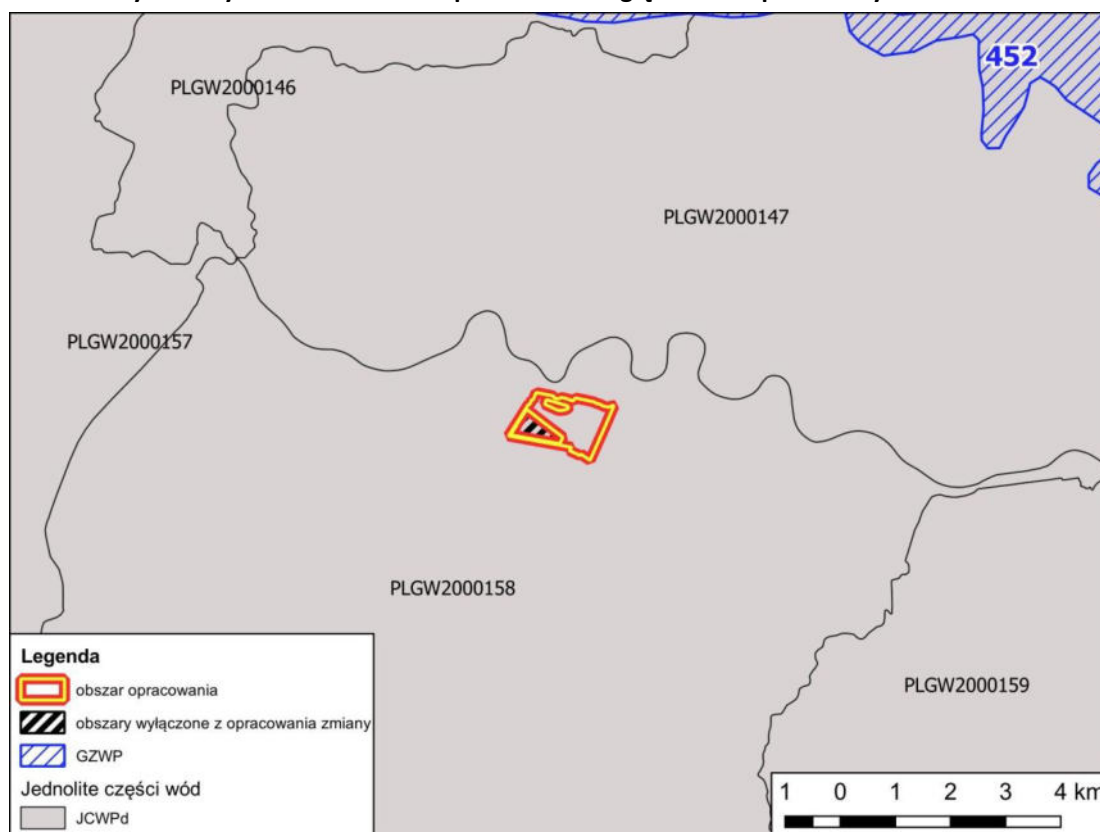 452
PLGW2000146
PLGW2000147
PLGW2000157
PLGW2000158
PLGW2000159
Legenda
obszar opracowania
obszary wyłączone z opracowania zmiany
GZWP
Jednolite części wód
JCWPd
1 0 1 2 3 4 km